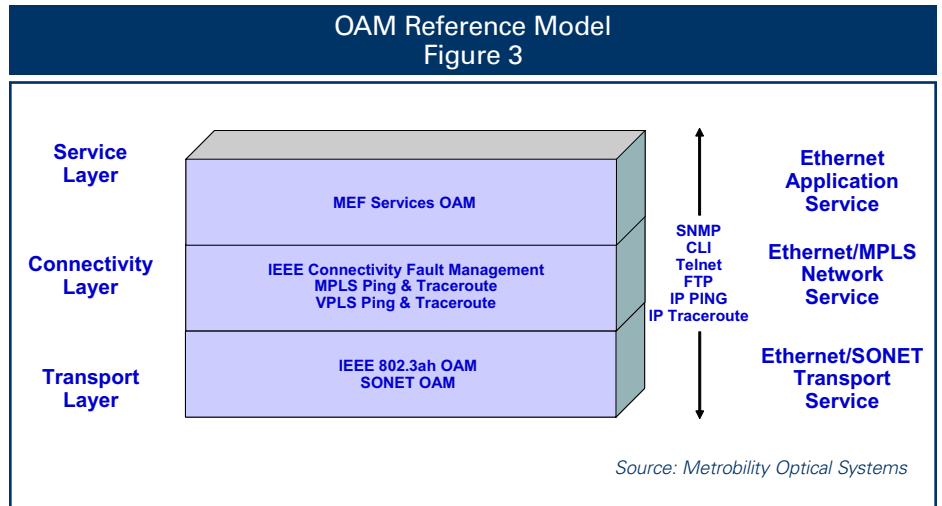 OAM Reference Model
Figure 3
Service
Layer
MEF Services OAM
Ethernet
Application
Service
Connectivity
Layer
IEEE Connectivity Fault Management
MPLS Ping & Traceroute
VPLS Ping & Traceroute
SNMP
CLI
Telnet
FTP
IP PING
IP Traceroute
Ethernet/MPLS
Network
Service
Transport
Layer
IEEE 802.3ah OAM
SONET OAM
Ethernet/SONET
Transport
Service
Source: Metrobility Optical Systems